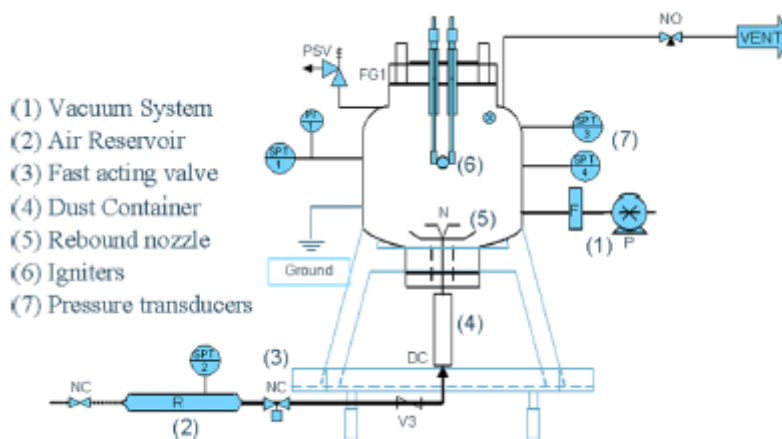 NO
VENT
PSV
FG1
(1) Vacuum System
(2) Air Reservoir
(3) Fast acting valve
(4) Dust Container
(5) Rebound nozzle
(6) Igniters
(7) Pressure transducers
PT
1
SPT
1
SPT
3
(7)
SPT
4
(6)
N
(5)
F
(1)
P
Ground
(4)
DC
(3)
SPT
2
NC
R
NC
V3
(2)